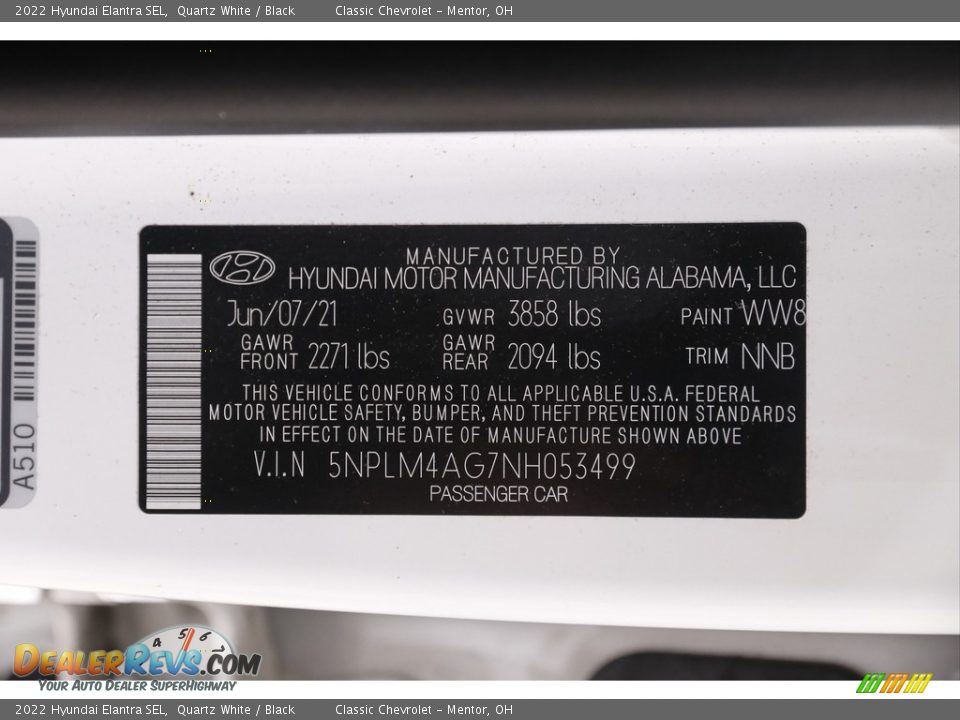 2022 Hyundai Elantra SEL,  Quartz White / Black          Classic Chevrolet - Mentor, OH
MANUFACTURED BY
HYUNDAI MOTOR MANUFACTURING ALABAMA, LLC
Jun/07/21 GVWR 3858 lbs PAINT WW8
GAWR FRONT 2271 lbs GAWR REAR 2094 lbs TRIM NNB
THIS VEHICLE CONFORMS TO ALL APPLICABLE U.S.A. FEDERAL
MOTOR VEHICLE SAFETY, BUMPER, AND THEFT PREVENTION STANDARDS
IN EFFECT ON THE DATE OF MANUFACTURE SHOWN ABOVE
V.I.N 5NPLM4AG7NH053499
PASSENGER CAR
A510
4 5 6
DEALERREVS.COM
YOUR AUTO DEALER SUPERHIGHWAY
2022 Hyundai Elantra SEL,  Quartz White / Black          Classic Chevrolet - Mentor, OH